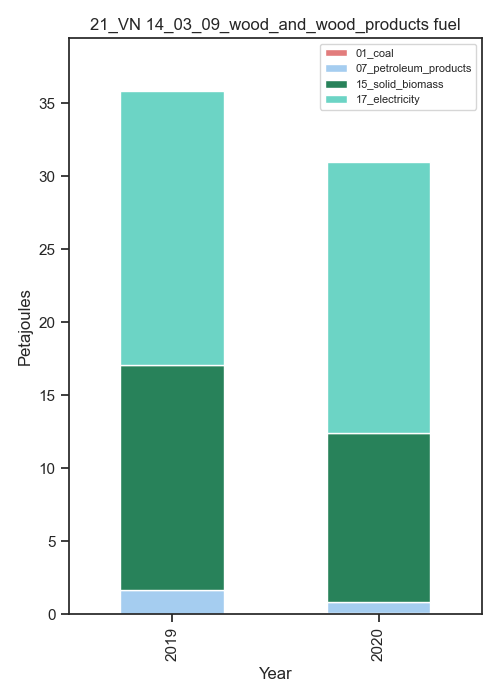 21_VN 14_03_09_wood_and_wood_products fuel
01_coal
07_petroleum_products
15_solid_biomass
17_electricity
35
30
25
20
15
10
5
0
Petajoules
2019
2020
Year